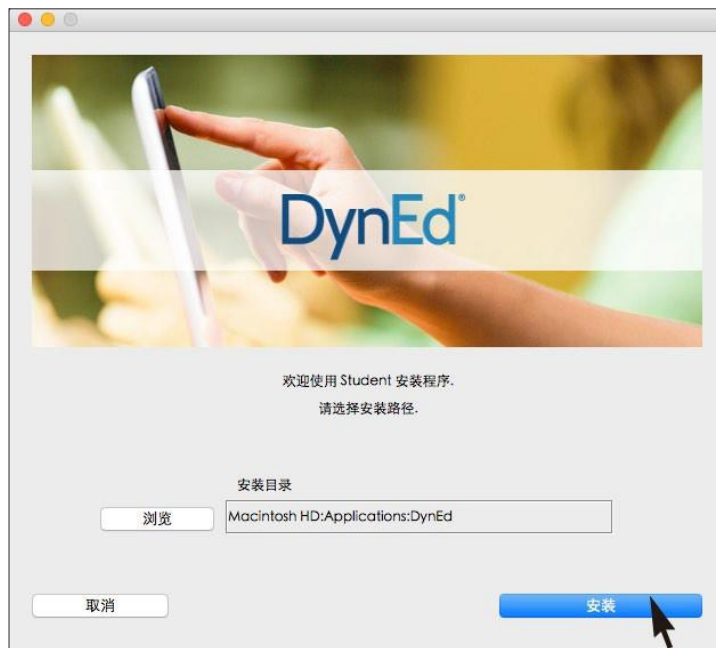 DynEd®
欢迎使用 Student 安装程序.
请选择安装路径.
安装目录
浏览
Macintosh HD:Applications:DynEd
取消
安装